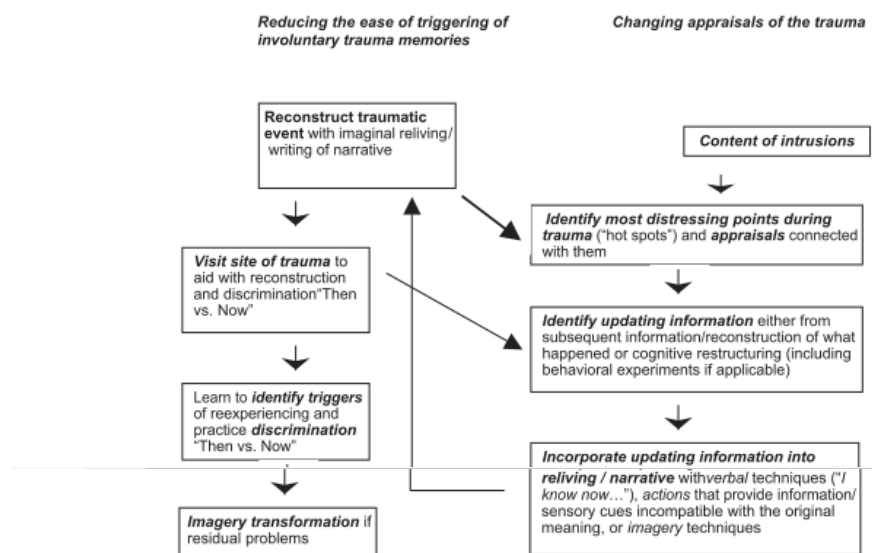 Reducing the ease of triggering of
involuntary trauma memories
Changing appraisals of the trauma
Reconstruct traumatic
event with imaginal reliving/
writing of narrative
Content of intrusions
Identify most distressing points during
trauma (“hot spots”) and appraisals connected
with them
Visit site of trauma to
aid with reconstruction
and discrimination“Then
vs. Now”
Identify updating information either from
subsequent information/reconstruction of what
happened or cognitive restructuring (including
behavioral experiments if applicable)
Learn to identify triggers
of reexperiencing and
practice discrimination
“Then vs. Now”
Incorporate updating information into
reliving / narrative withverbal techniques (“I
know now…”), actions that provide information/
sensory cues incompatible with the original
meaning, or imagery techniques
Imagery transformation if
residual problems